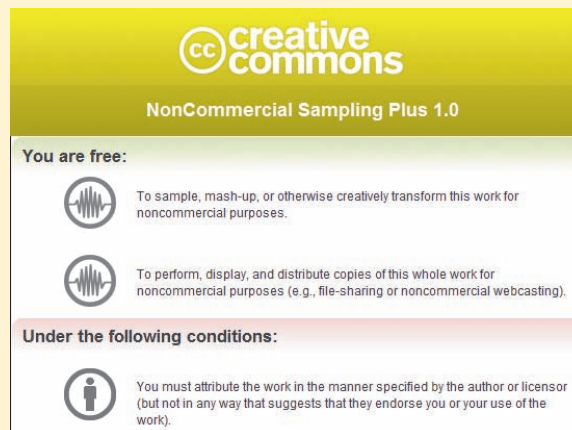 cc creative
commons
NonCommercial Sampling Plus 1.0
You are free:
To sample, mash-up, or otherwise creatively transform this work for
noncommercial purposes.
To perform, display, and distribute copies of this whole work for
noncommercial purposes (e.g., file-sharing or noncommercial webcasting).
Under the following conditions:
You must attribute the work in the manner specified by the author or licensor
(but not in any way that suggests that they endorse you or your use of the
work).